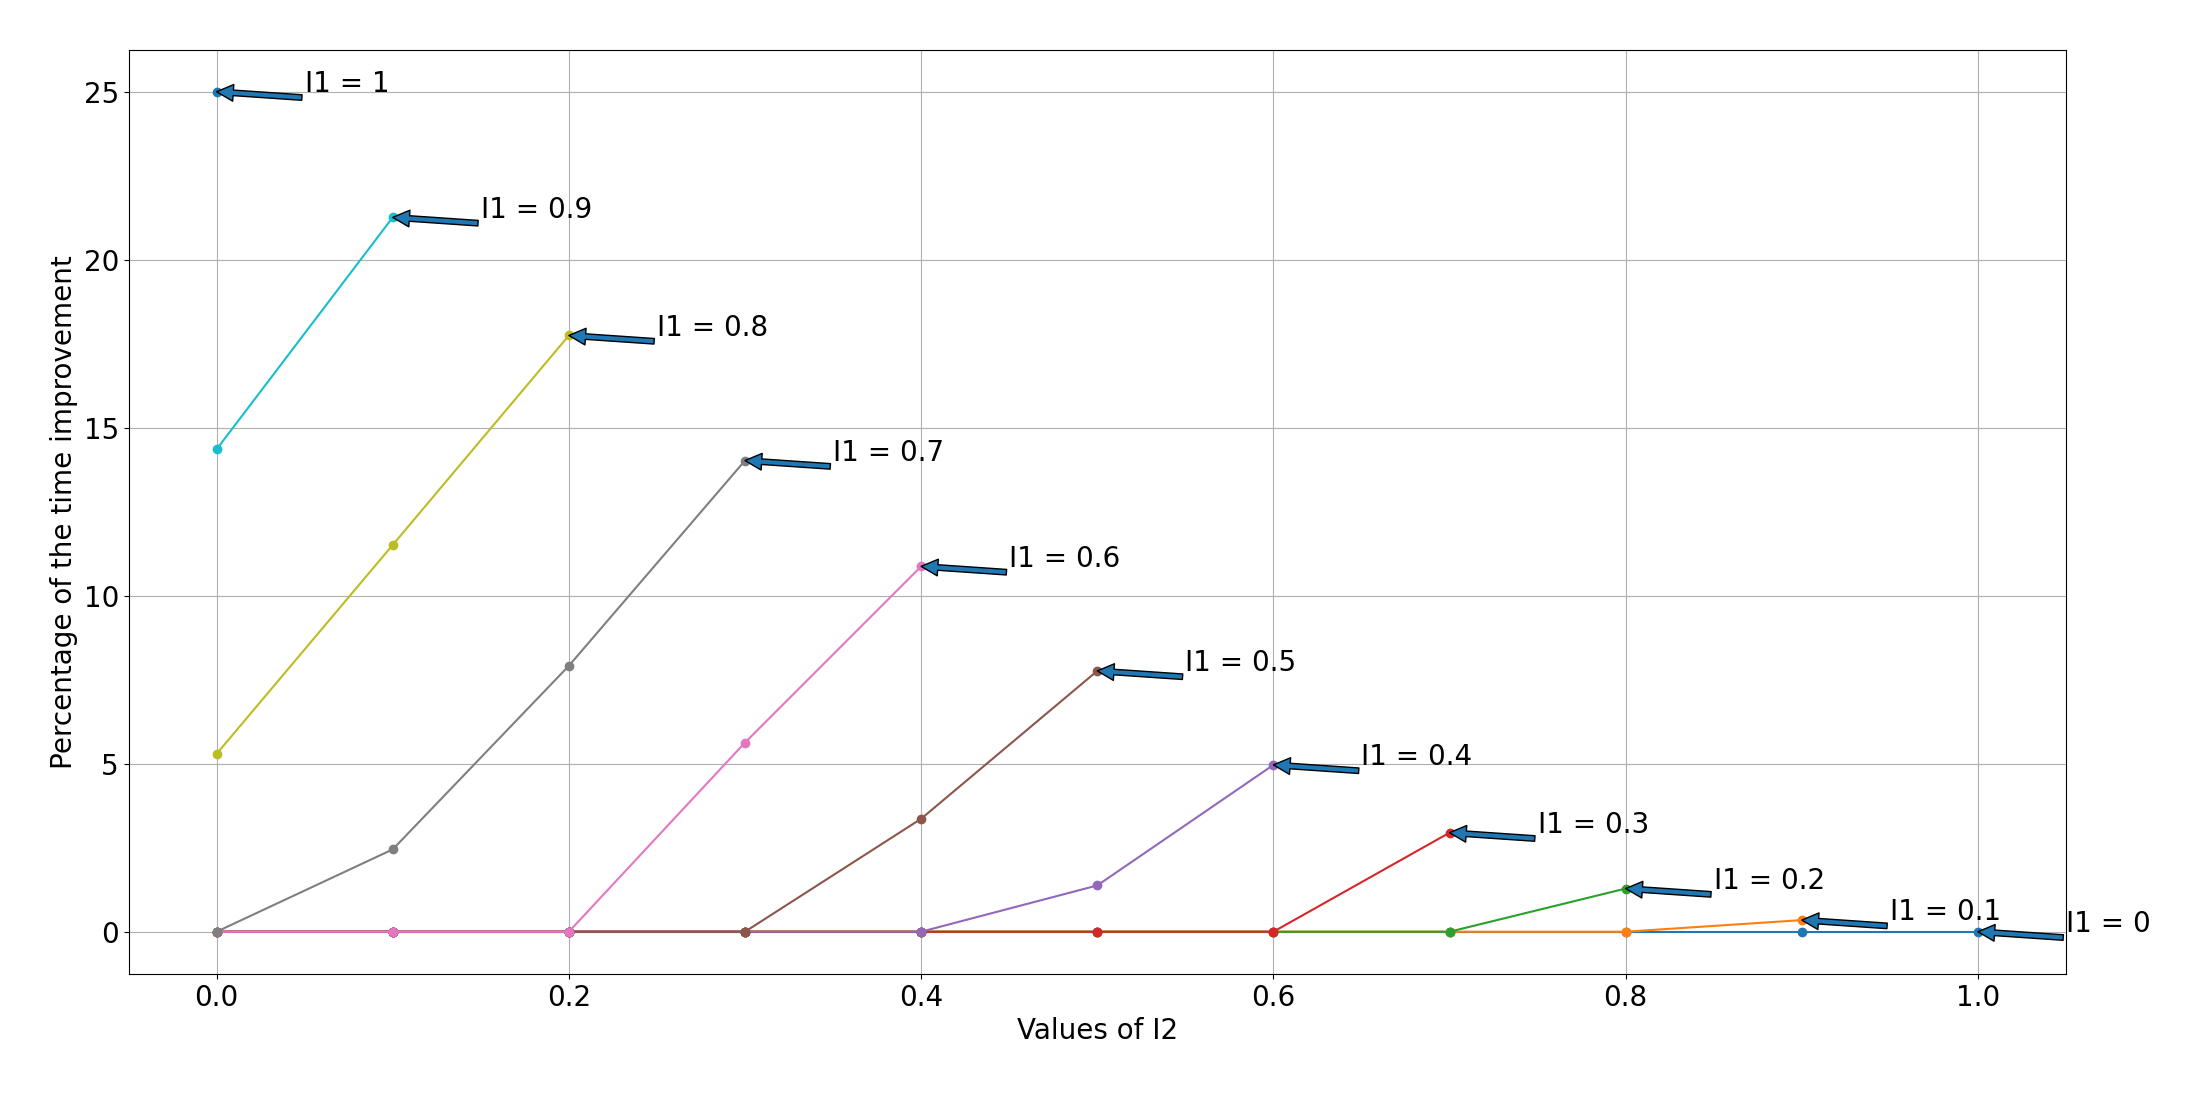 I1 = 1
25
I1 = 0.9
20
I1 = 0.8
15
I1 = 0.7
10
I1 = 0.6
I1 = 0.5
5
I1 = 0.4
I1 = 0.3
I1 = 0.2
I1 = 0.1
I1 = 0
0
Percentage of the time improvement
0.0 0.2 0.4 0.6 0.8 1.0
Values of I2